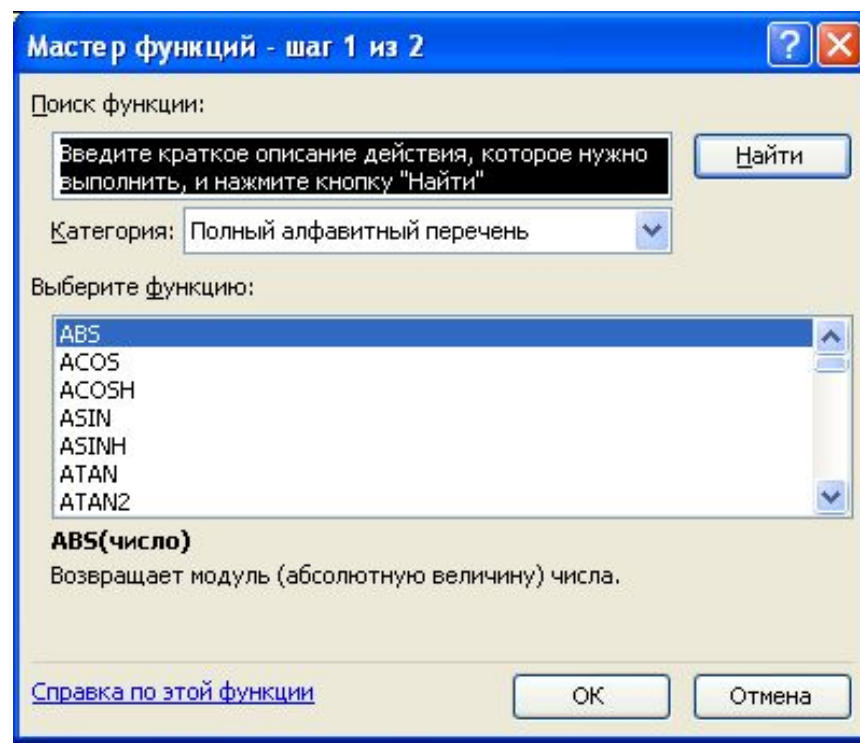 Мастер функций - шаг 1 из 2
Поиск функции:
Введите краткое описание действия, которое нужно
выполнить, и нажмите кнопку "Найти"
Найти
Категория: Полный алфавитный перечень
Выберите функцию:
ABS
ACOS
ACOSH
ASIN
ASINH
ATAN
ATAN2
ABS(число)
Возвращает модуль (абсолютную величину) числа.
Справка по этой функции
ОК
Отмена